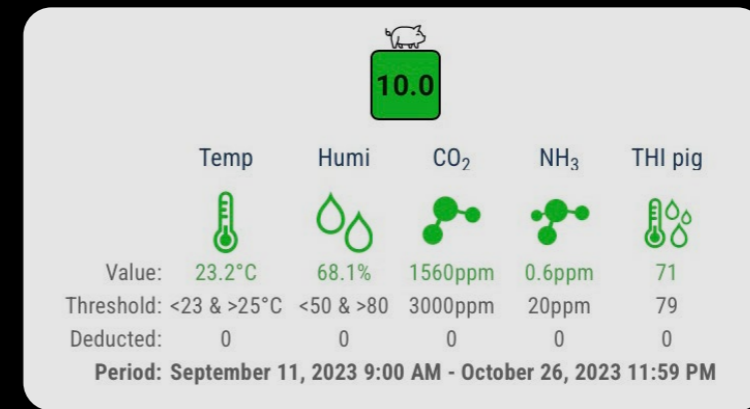 10.0
Temp Humi CO₂ NH₃ THI pig
Value: 23.2°C 68.1% 1560ppm 0.6ppm 71
Threshold: <23 & >25°C <50 & >80 3000ppm 20ppm 79
Deducted: 0 0 0 0 0
Period: September 11, 2023 9:00 AM - October 26, 2023 11:59 PM